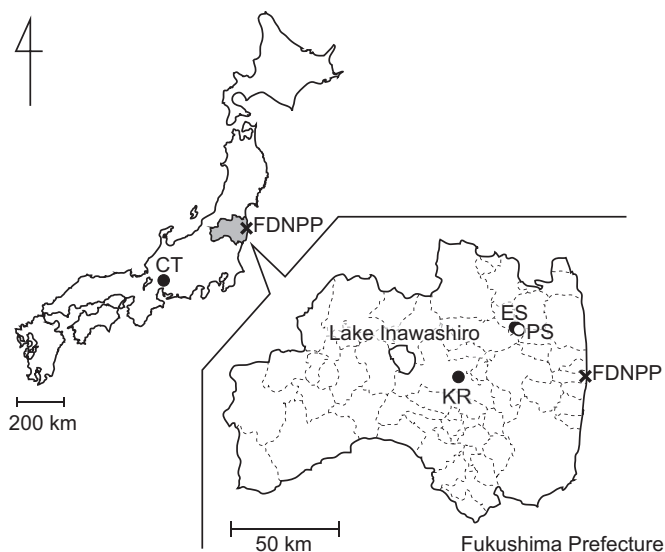 FDNPP
CT
200 km
ES
PS
Lake Inawashiro
FDNPP
KR
50 km
Fukushima Prefecture